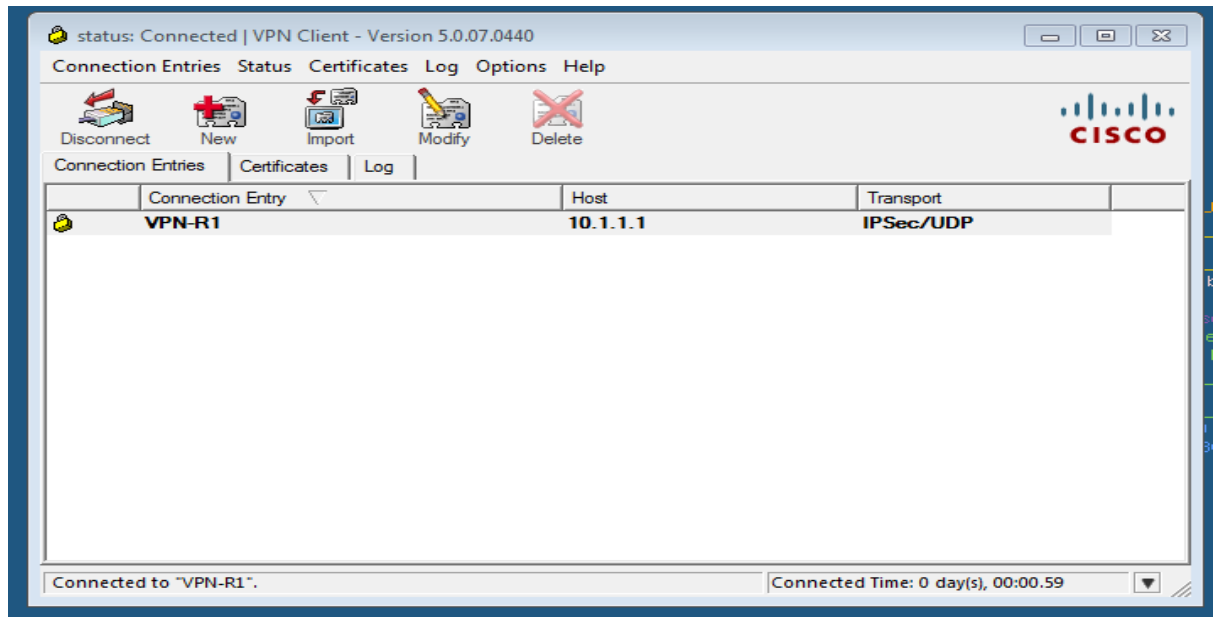 status: Connected | VPN Client - Version 5.0.07.0440
Connection Entries Status Certificates Log Options Help
Disconnect New Import Modify Delete
CISCO
Connection Entries Certificates Log
Connection Entry Host Transport
VPN-R1 10.1.1.1 IPSec/UDP
Connected to "VPN-R1". Connected Time: 0 day(s), 00:00.59